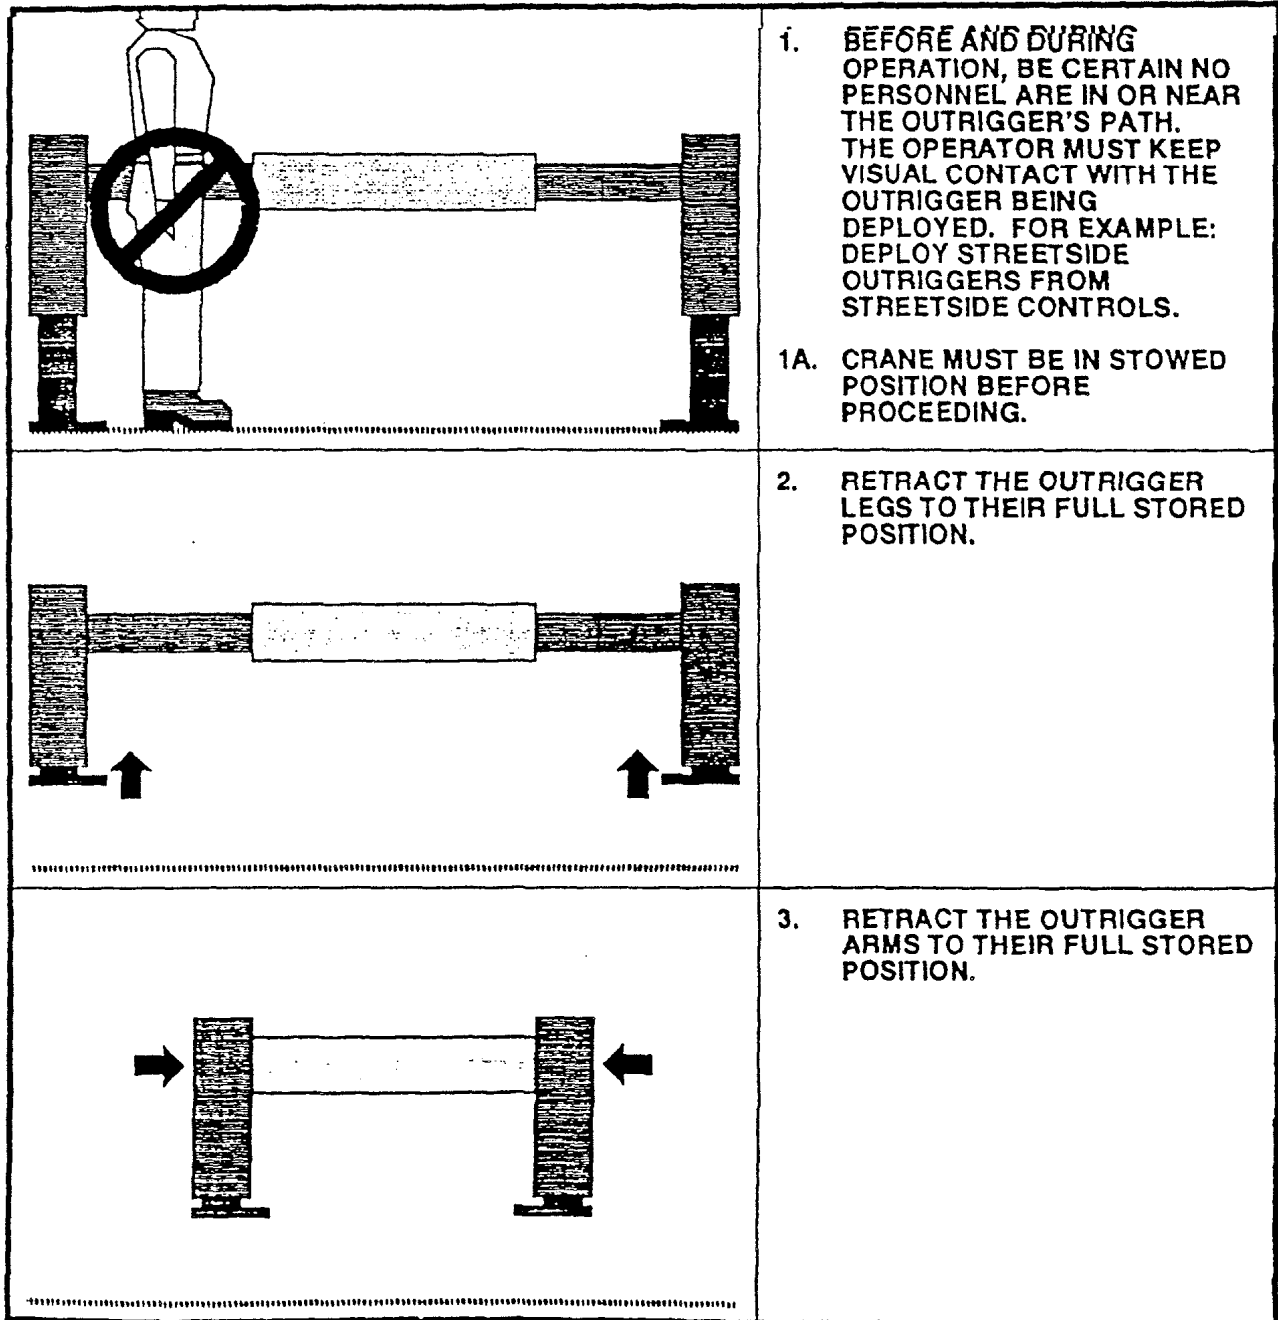 1. BEFORE AND DURING
OPERATION, BE CERTAIN NO
PERSONNEL ARE IN OR NEAR
THE OUTRIGGER'S PATH.
THE OPERATOR MUST KEEP
VISUAL CONTACT WITH THE
OUTRIGGER BEING
DEPLOYED. FOR EXAMPLE:
DEPLOY STREETSIDE
OUTRIGGERS FROM
STREETSIDE CONTROLS.
1A. CRANE MUST BE IN STOWED
POSITION BEFORE
PROCEEDING.
2. RETRACT THE OUTRIGGER
LEGS TO THEIR FULL STORED
POSITION.
3. RETRACT THE OUTRIGGER
ARMS TO THEIR FULL STORED
POSITION.